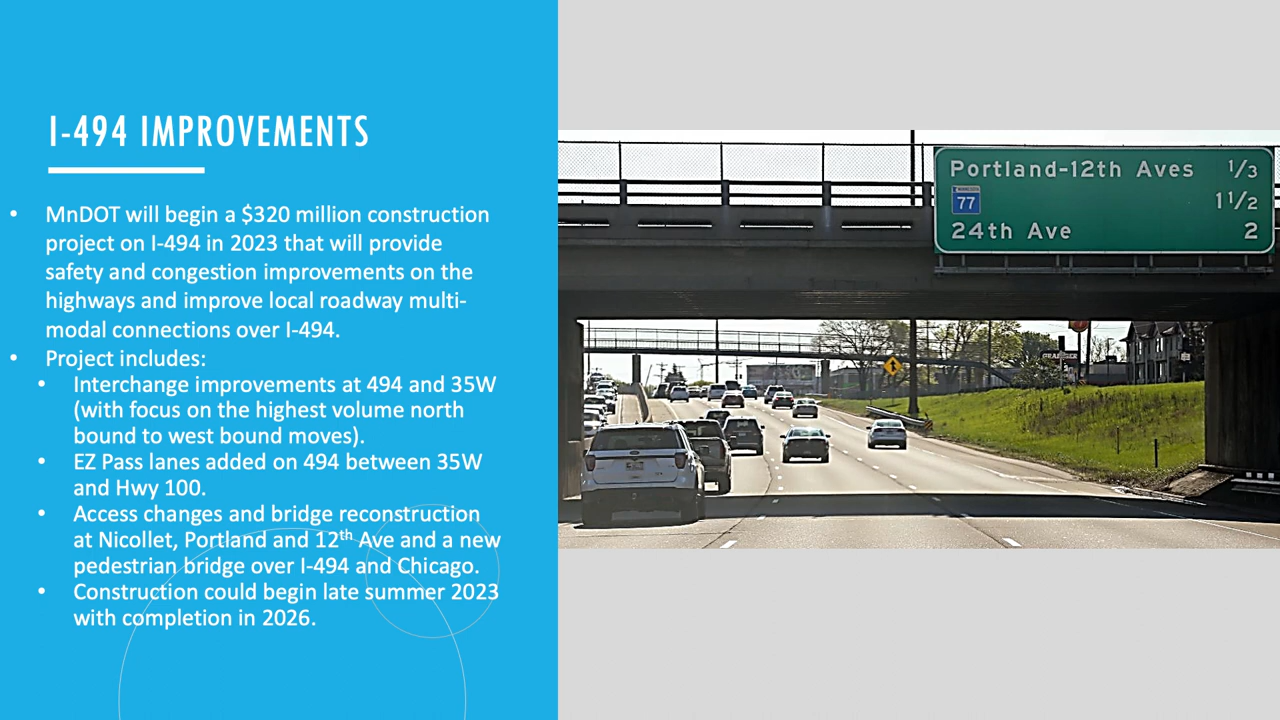 I-494 IMPROVEMENTS
• MnDOT will begin a $320 million construction
project on I-494 in 2023 that will provide
safety and congestion improvements on the
highways and improve local roadway multi-
modal connections over I-494.
• Project includes:
• Interchange improvements at 494 and 35W
(with focus on the highest volume north
bound to west bound moves).
• EZ Pass lanes added on 494 between 35W
and Hwy 100.
• Access changes and bridge reconstruction
at Nicollet, Portland and 12th Ave and a new
pedestrian bridge over I-494 and Chicago.
• Construction could begin late summer 2023
with completion in 2026.
Portland-12th Aves 1/3
MINNESOTA
77 1 1/2
24th Ave 2
GRAINGER